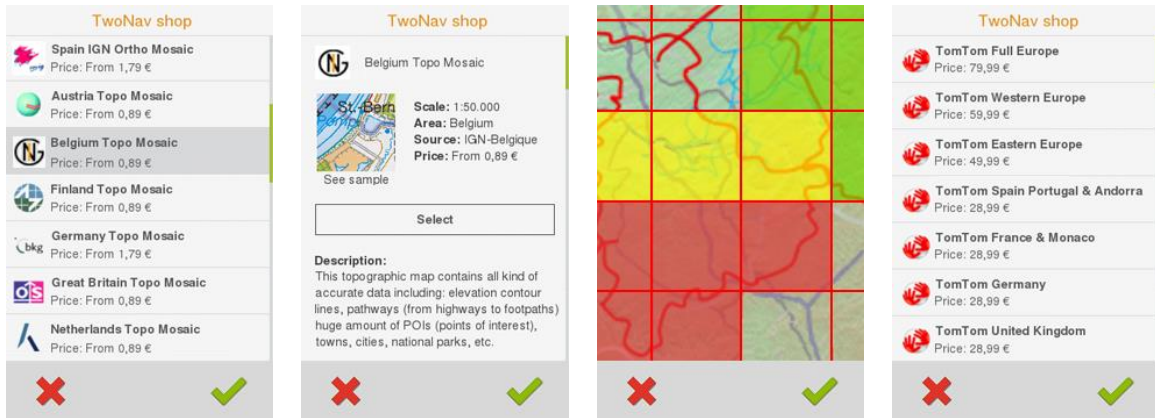 TwoNav shop
Spain IGN Ortho Mosaic
Price: From 1,79 €
Austria Topo Mosaic
Price: From 0,89 €
Belgium Topo Mosaic
Price: From 0,89 €
Finland Topo Mosaic
Price: From 0,89 €
bkg
Germany Topo Mosaic
Price: From 1,79 €
OS
Great Britain Topo Mosaic
Price: From 0,89 €
Netherlands Topo Mosaic
Price: From 0,89 €
TwoNav shop
Belgium Topo Mosaic
St.-Bern
Scale: 1:50.000
Area: Belgium
Source: IGN-Belgique
Price: From 0,89 €
See sample
Select
Description:
This topographic map contains all kind of
accurate data including: elevation contour
lines, pathways (from highways to footpaths)
huge amount of POIs (points of interest),
towns, cities, national parks, etc.
TwoNav shop
TomTom Full Europe
Price: 79,99 €
TomTom Western Europe
Price: 59,99 €
TomTom Eastern Europe
Price: 49,99 €
TomTom Spain Portugal & Andorra
Price: 28,99 €
TomTom France & Monaco
Price: 28,99 €
TomTom Germany
Price: 28,99 €
TomTom United Kingdom
Price: 28,99 €